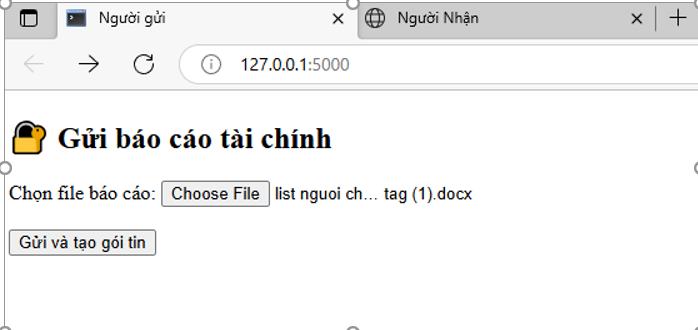 Người gửi
Người Nhận
127.0.0.1:5000
Gửi báo cáo tài chính
Chọn file báo cáo: Choose File list nguoi ch... tag (1).docx
Gửi và tạo gói tin